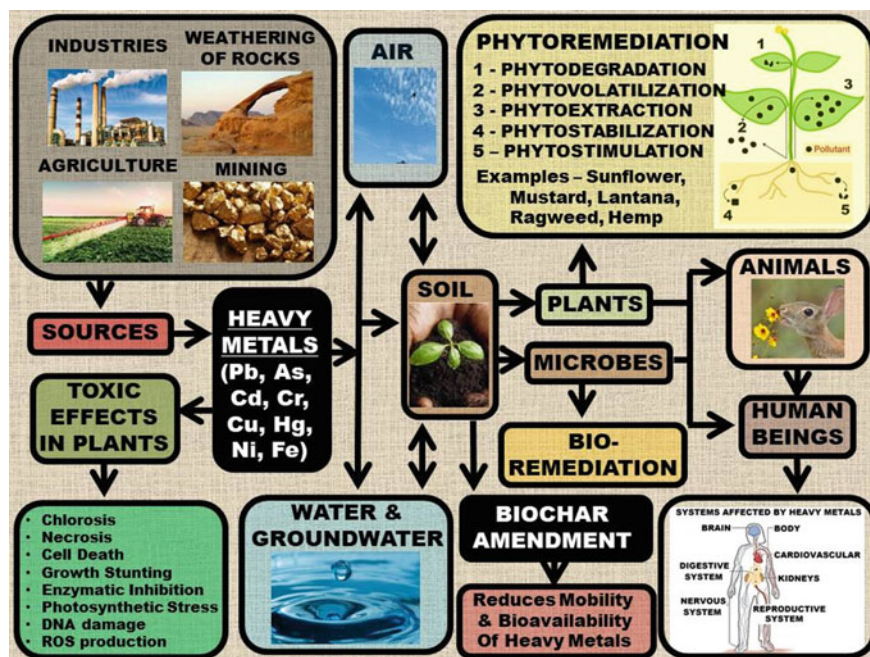 INDUSTRIES
WEATHERING
OF ROCKS
AGRICULTURE
MINING
AIR
PHYTOREMEDIATION
1 - PHYTODEGRADATION
2 - PHYTOVOLATILIZATION
3 - PHYTOEXTRACTION
4 - PHYTOSTABILIZATION
5 – PHYTOSTIMULATION
Examples – Sunflower,
Mustard, Lantana,
Ragweed, Hemp
1
2
3
4
5
Pollutant
SOURCES
HEAVY
METALS
(Pb, As,
Cd, Cr,
Cu, Hg,
Ni, Fe)
SOIL
PLANTS
MICROBES
ANIMALS
HUMAN
BEINGS
TOXIC
EFFECTS
IN PLANTS
BIO-
REMEDIATION
• Chlorosis
• Necrosis
• Cell Death
• Growth Stunting
• Enzymatic Inhibition
• Photosynthetic Stress
• DNA damage
• ROS production
WATER &
GROUNDWATER
BIOCHAR
AMENDMENT
Reduces Mobility
& Bioavailability
Of Heavy Metals
SYSTEMS AFFECTED BY HEAVY METALS
BRAIN
BODY
CARDIOVASCULAR
DIGESTIVE
SYSTEM
KIDNEYS
NERVOUS
SYSTEM
REPRODUCTIVE
SYSTEM